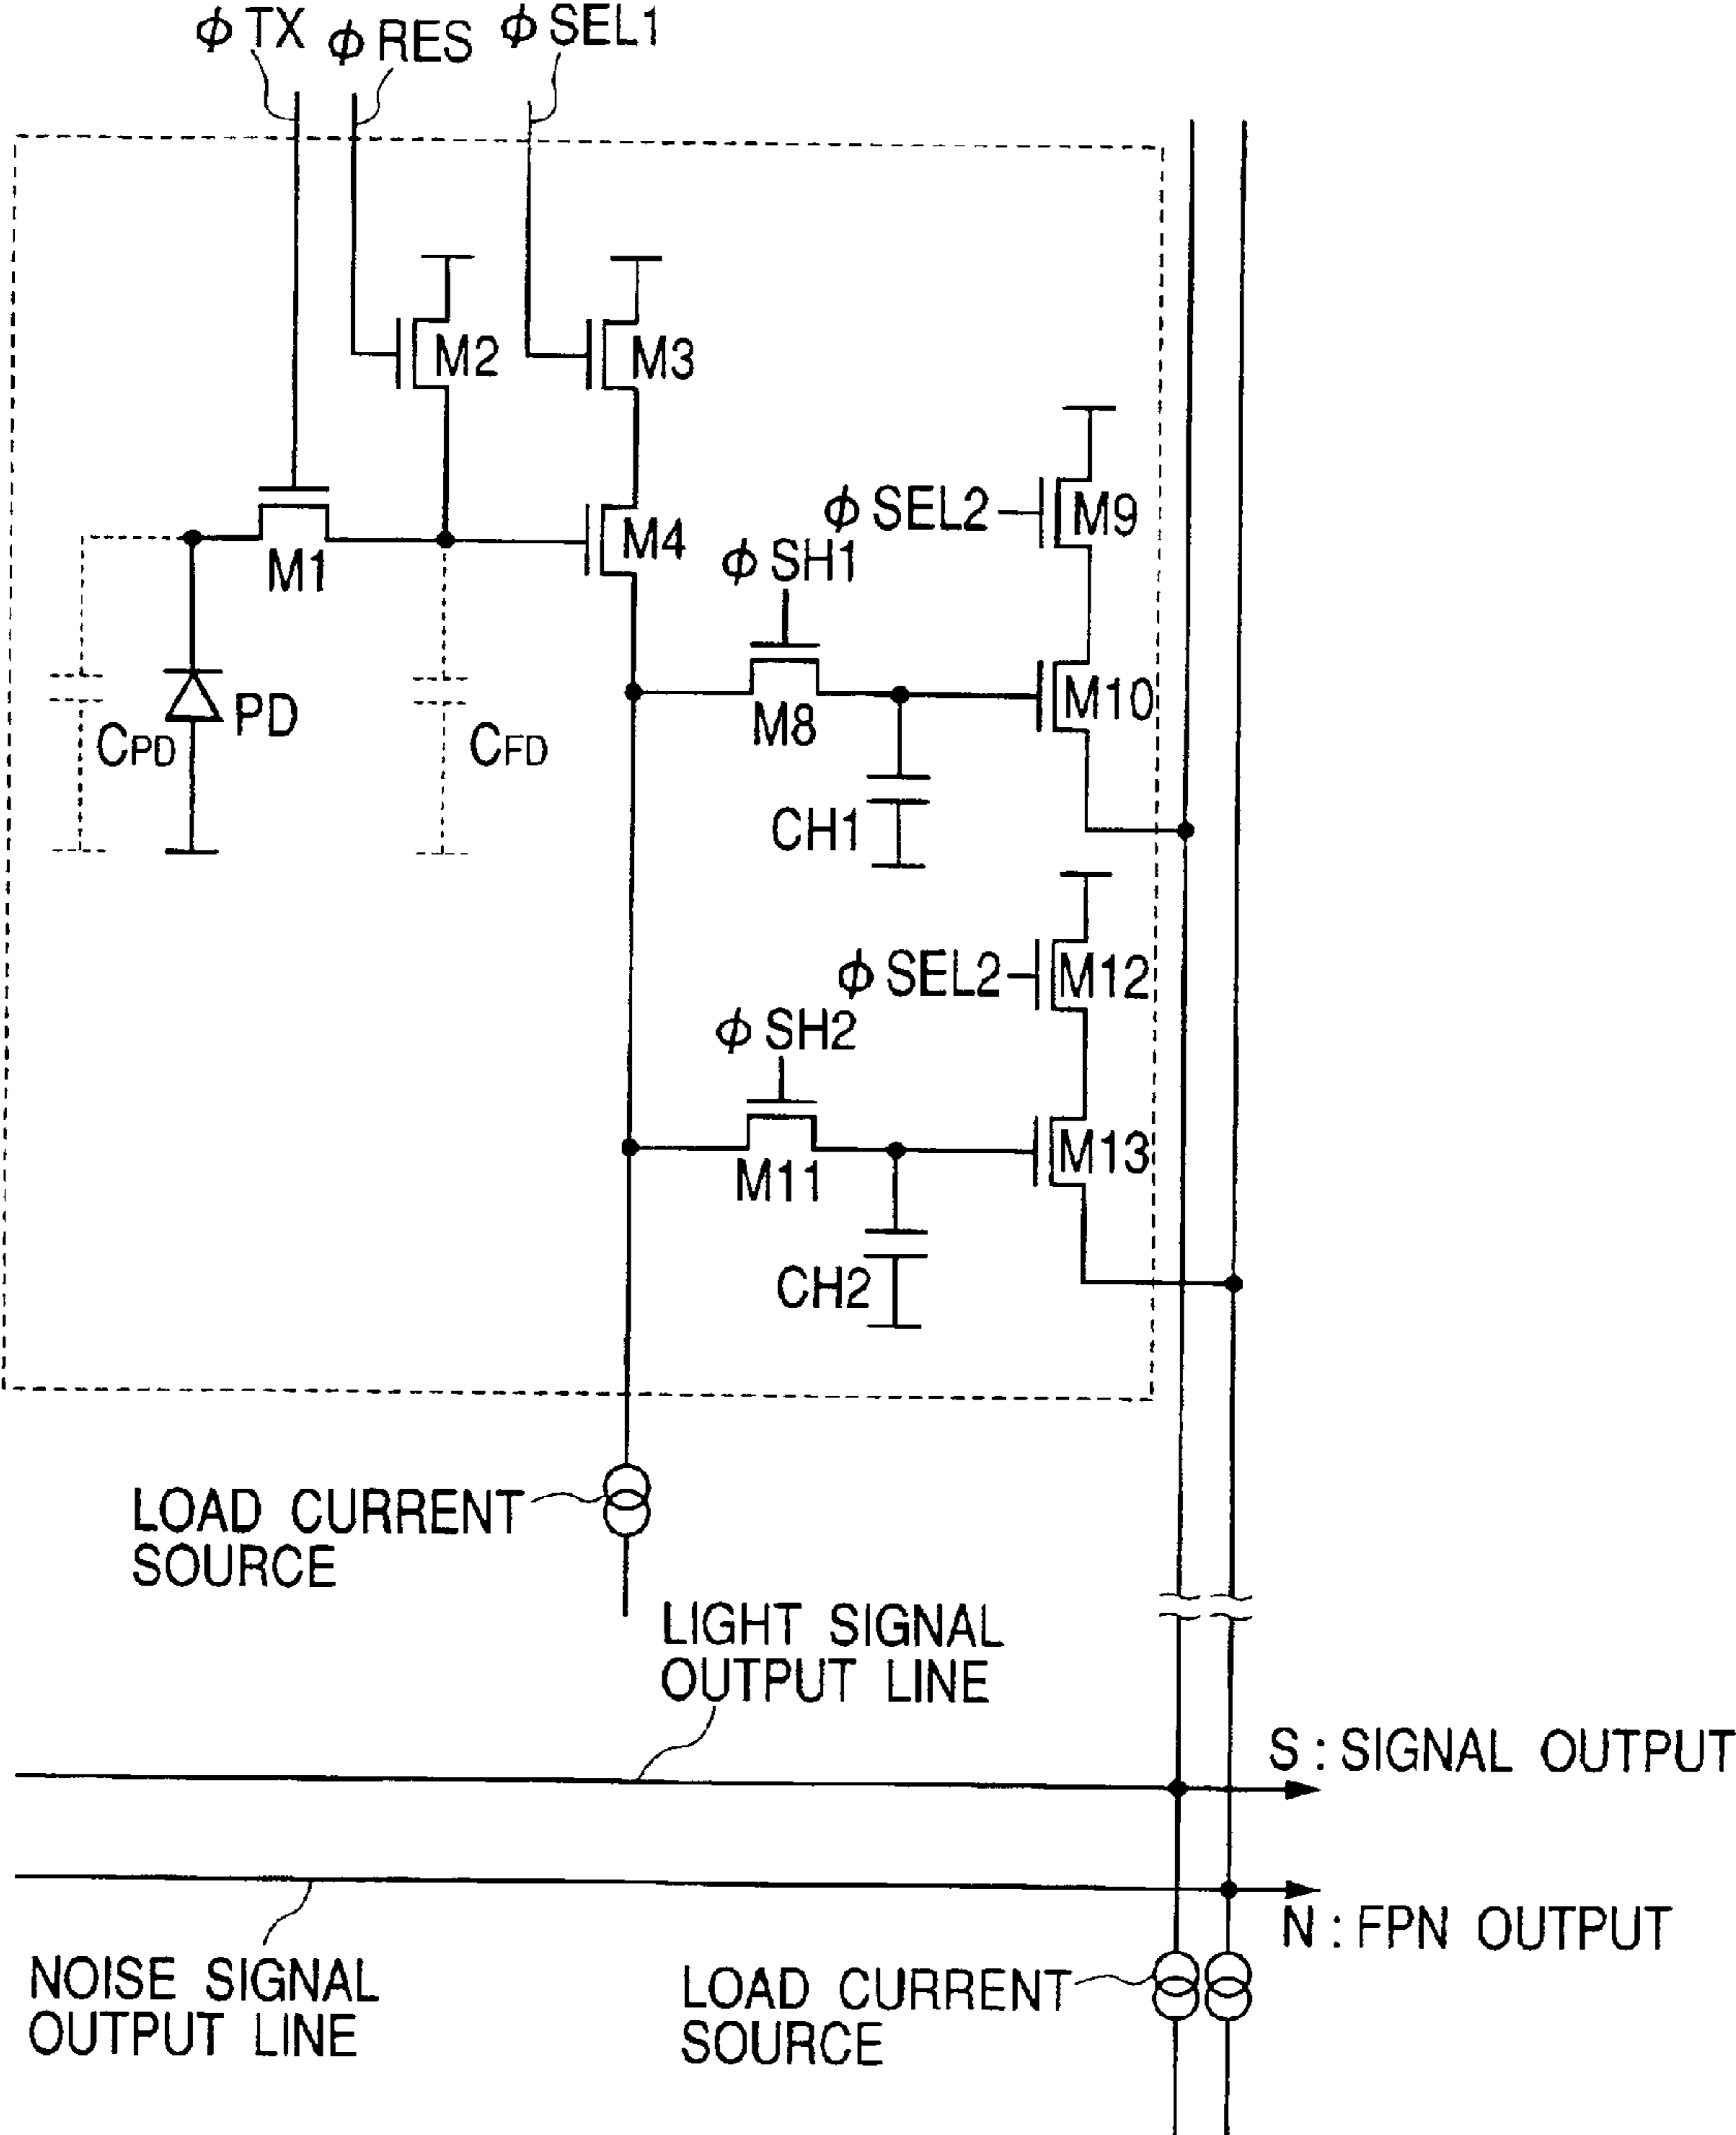 ϕTX
ϕRES
ϕSEL1
M2
M3
ϕSEL2
M9
M4
M1
ϕSH1
PD
CPD
CFD
M8
M10
CH1
ϕSEL2
M12
ϕSH2
M11
M13
CH2
LOAD CURRENT
SOURCE
LIGHT SIGNAL
OUTPUT LINE
S : SIGNAL OUTPUT
N : FPN OUTPUT
NOISE SIGNAL
OUTPUT LINE
LOAD CURRENT
SOURCE